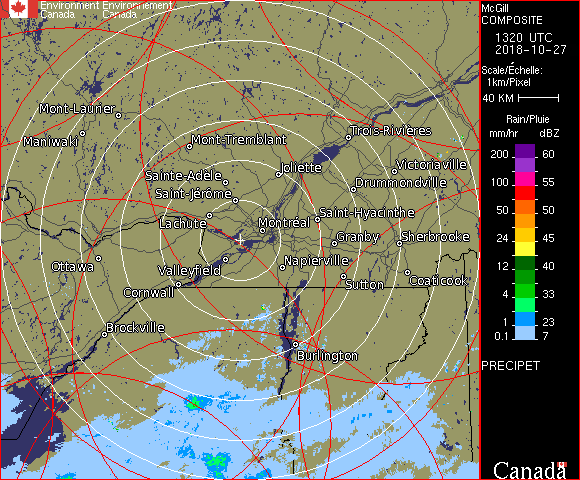 Environment Environnement
Canada Canada
McGill
COMPOSITE
1320 UTC
2018-10-27
Scale/Échelle:
1km/Pixel
40 KM
Rain/Pluie
mm/hr dBZ
200 60
150 57
100 55
50 50
24 45
12 40
4 33
1 23
0.1 7
PRECIPET
Canada
Mont-Laurier
Maniwaki
Mont-Tremblant
Trois-Rivières
Sainte-Adèle
Joliette
Victoriaville
Saint-Jérôme
Drummondville
Lachute
Montréal
Saint-Hyacinthe
Granby
Sherbrooke
Ottawa
Valleyfield
Napierville
Cornwall
Sutton
Coaticook
Brockville
Burlington